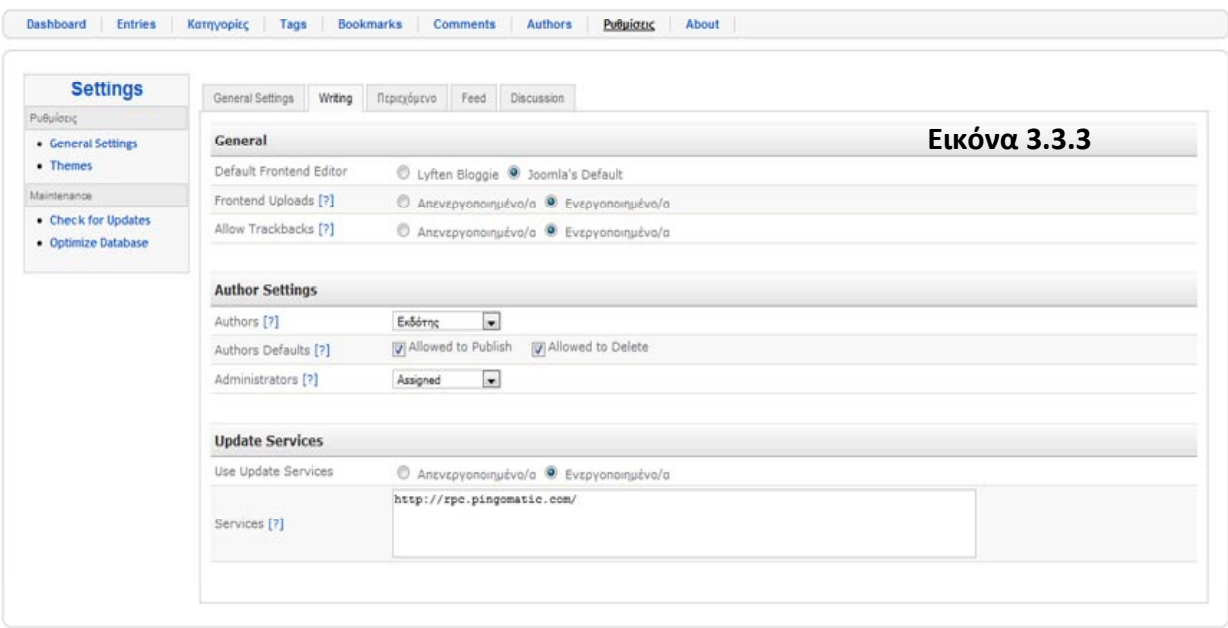 Dashboard Entries Κατηγορίες Tags Bookmarks Comments Authors Ρυθμίσεις About
Settings
Ρυθμίσεις
General Settings
Themes
Maintenance
Check for Updates
Optimize Database
General Settings Writing Περιεχόμενο Feed Discussion
Εικόνα 3.3.3
General
Default Frontend Editor Lyften Bloggie Joomla's Default
Frontend Uploads [?] Απενεργοποιημένο/α Ενεργοποιημένο/α
Allow Trackbacks [?] Απενεργοποιημένο/α Ενεργοποιημένο/α
Author Settings
Authors [?] Εκδότης
Authors Defaults [?] Allowed to Publish Allowed to Delete
Administrators [?] Assigned
Update Services
Use Update Services Απενεργοποιημένο/α Ενεργοποιημένο/α
Services [?] http://rpc.pingomatic.com/